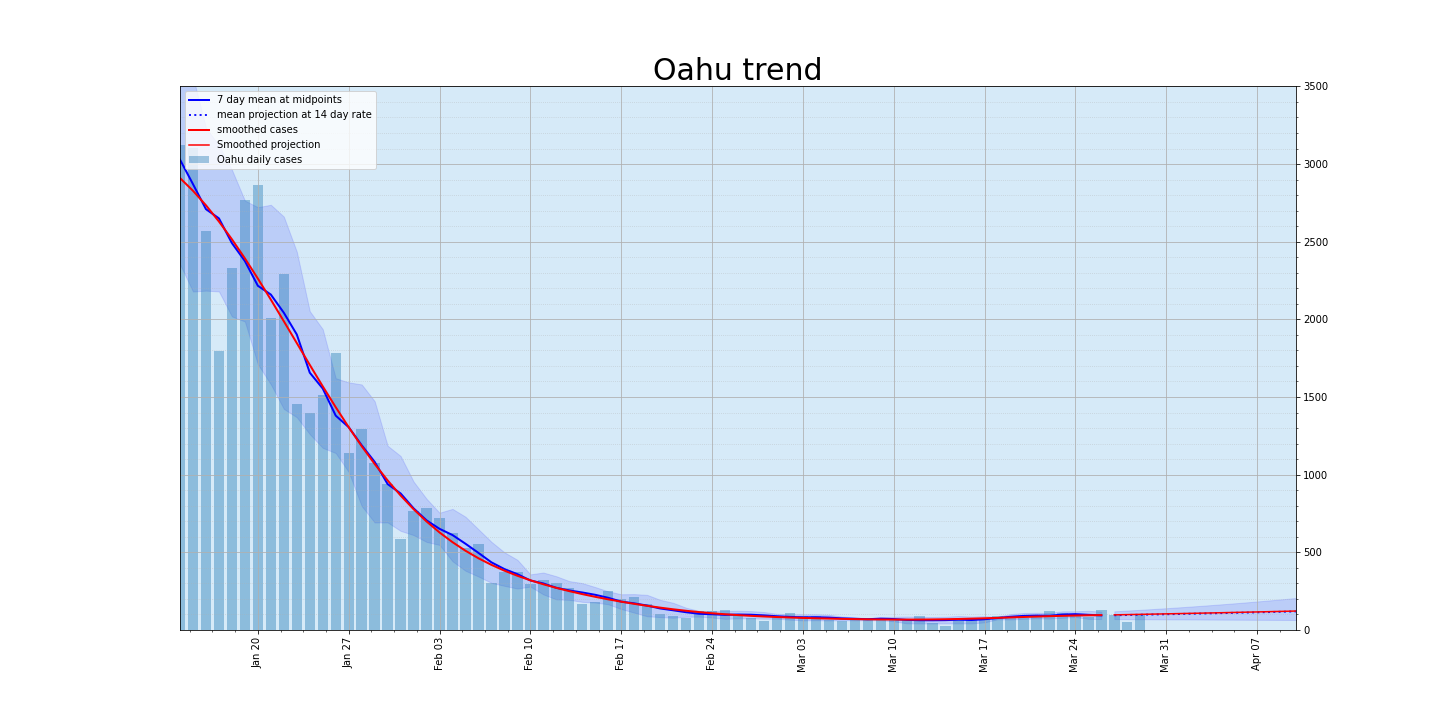 Oahu trend
7 day mean at midpoints
mean projection at 14 day rate
smoothed cases
Smoothed projection
Oahu daily cases
3500
3000
2500
2000
1500
1000
500
0
Jan 20
Jan 27
Feb 03
Feb 10
Feb 17
Feb 24
Mar 03
Mar 10
Mar 17
Mar 24
Mar 31
Apr 07